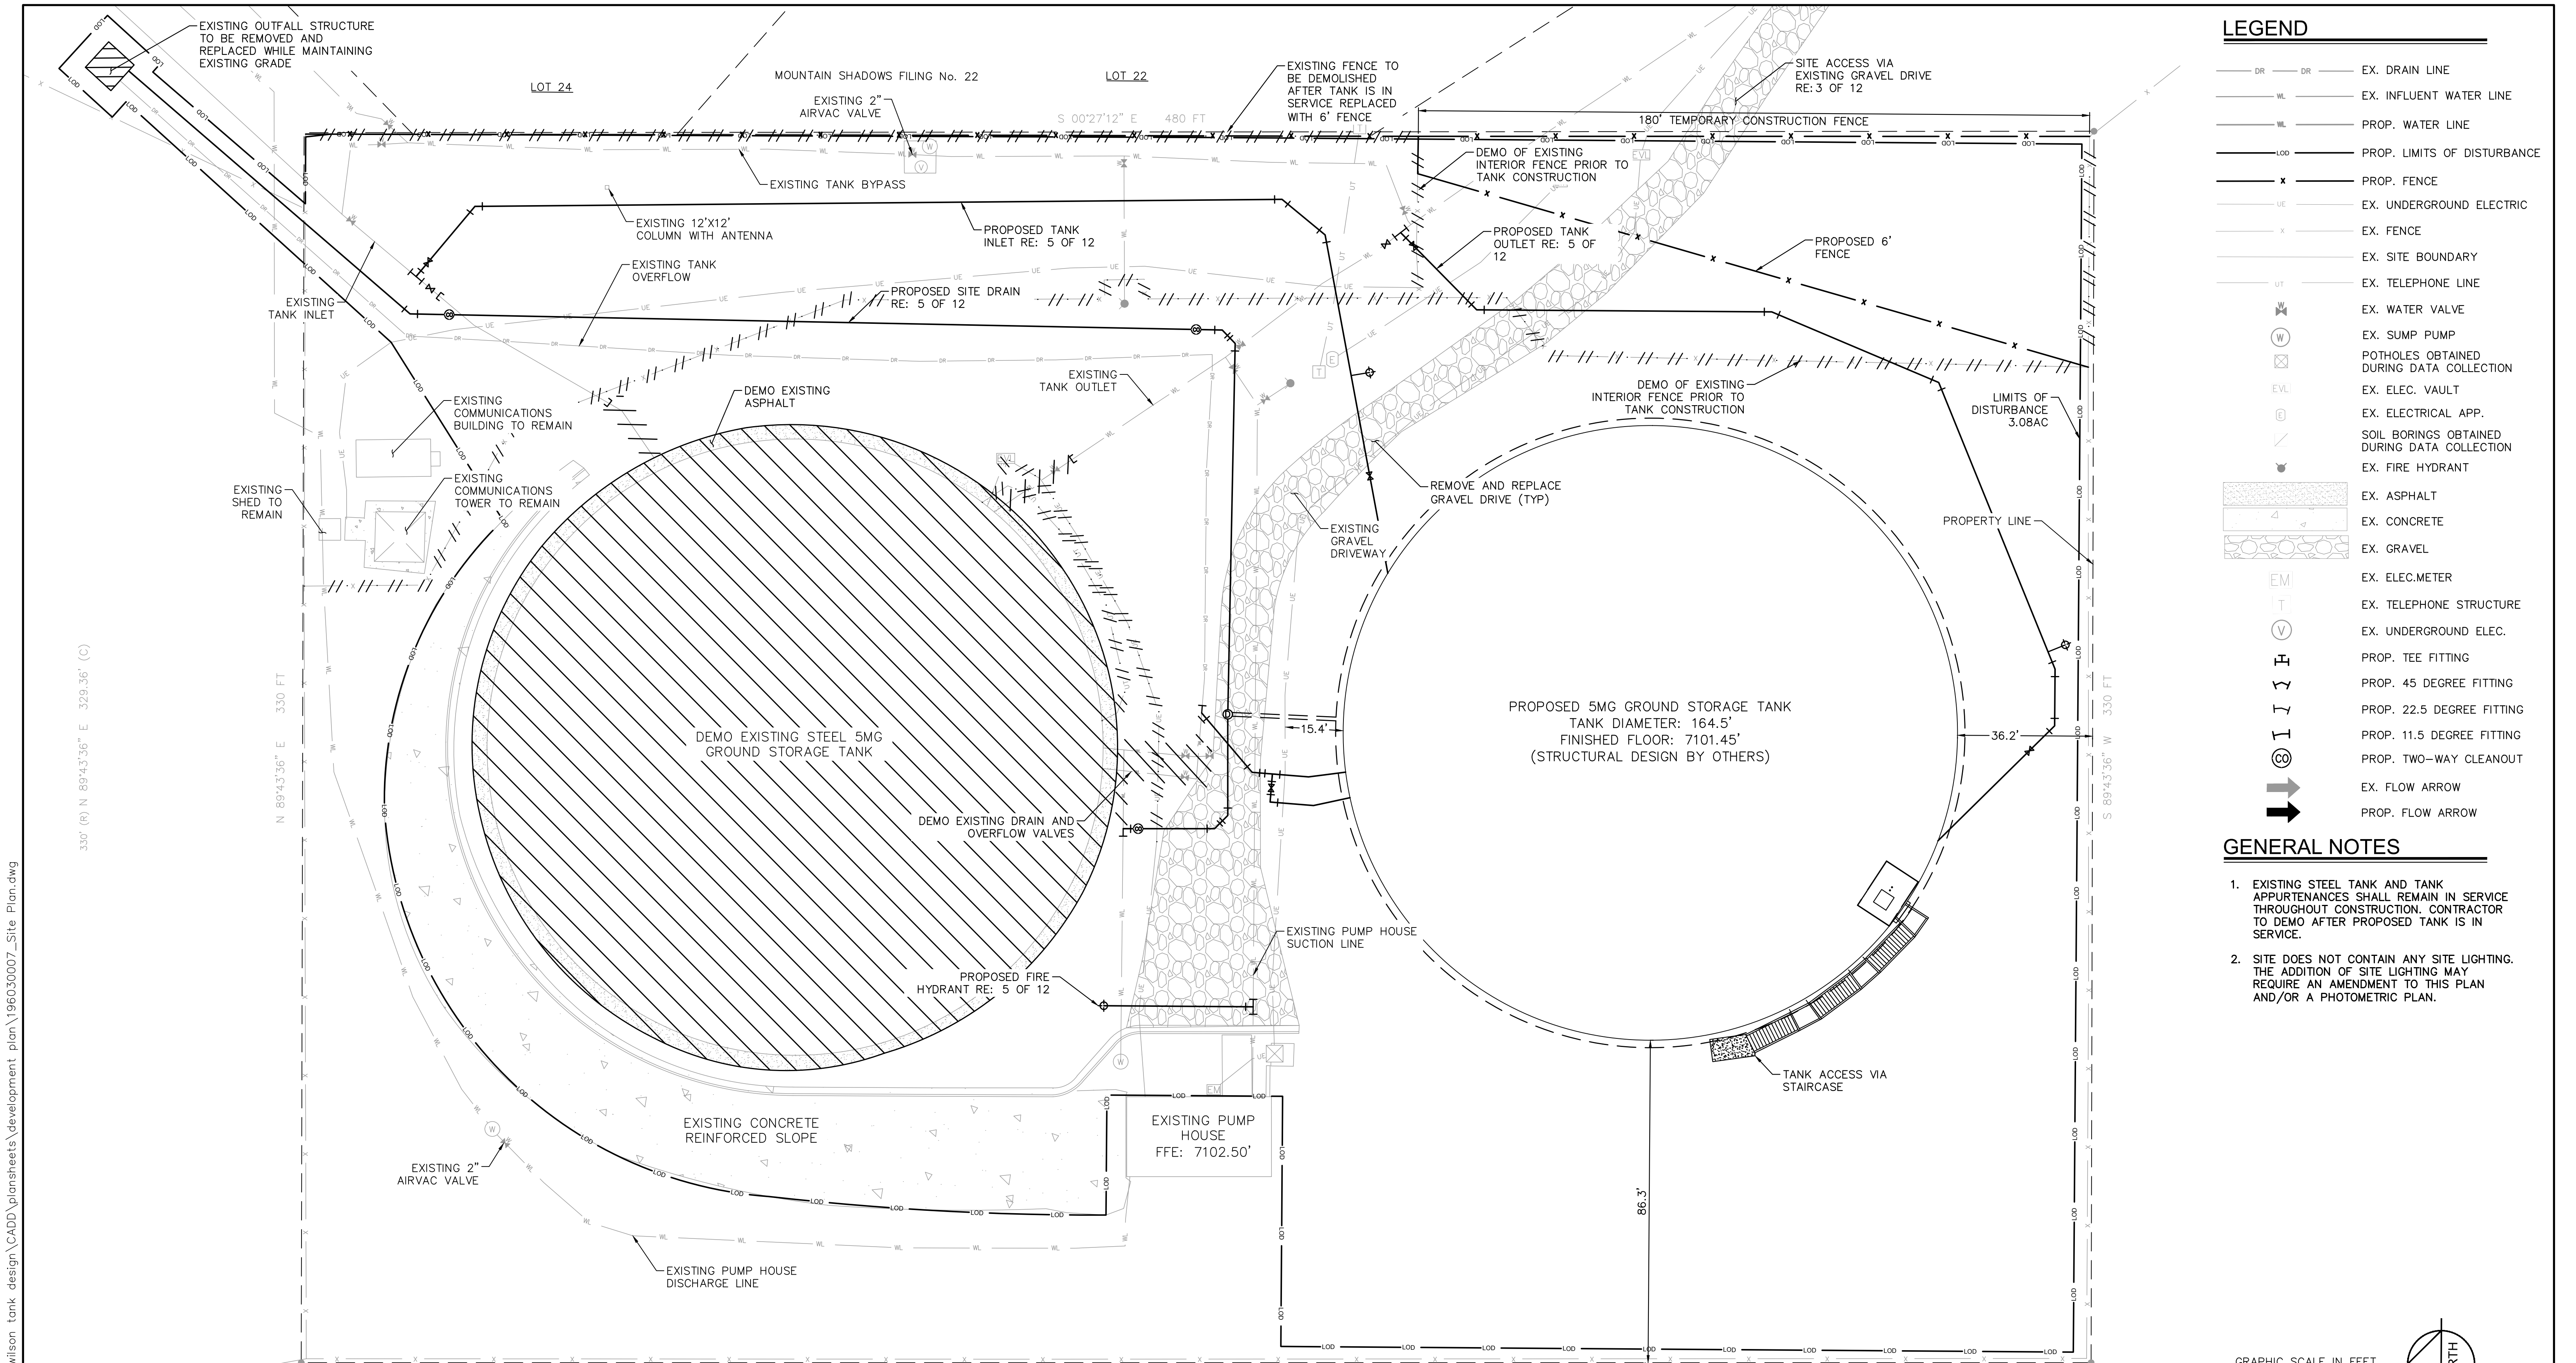 EXISTING OUTFALL STRUCTURE
TO BE REMOVED AND
REPLACED WHILE MAINTAINING
EXISTING GRADE
LOT 24
MOUNTAIN SHADOWS FILING No. 22
LOT 22
EXISTING 2"
AIRVAC VALVE
S 00°27'12" E 480 FT
EXISTING FENCE TO
BE DEMOLISHED
AFTER TANK IS IN
SERVICE REPLACED
WITH 6' FENCE
SITE ACCESS VIA
EXISTING GRAVEL DRIVE
RE:3 OF 12
180' TEMPORARY CONSTRUCTION FENCE
DEMO OF EXISTING
INTERIOR FENCE PRIOR TO
TANK CONSTRUCTION
EXISTING TANK BYPASS
EXISTING 12'X12'
COLUMN WITH ANTENNA
PROPOSED TANK
INLET RE: 5 OF 12
PROPOSED TANK
OUTLET RE: 5 OF
12
PROPOSED 6'
FENCE
EXISTING TANK
OVERFLOW
PROPOSED SITE DRAIN
RE: 5 OF 12
EXISTING
TANK INLET
EXISTING
TANK OUTLET
DEMO EXISTING
ASPHALT
DEMO OF EXISTING
INTERIOR FENCE PRIOR TO
TANK CONSTRUCTION
LIMITS OF
DISTURBANCE
3.08AC
EXISTING
COMMUNICATIONS
BUILDING TO REMAIN
EXISTING
COMMUNICATIONS
TOWER TO REMAIN
EXISTING
SHED TO
REMAIN
REMOVE AND REPLACE
GRAVEL DRIVE (TYP)
EXISTING
GRAVEL
DRIVEWAY
PROPERTY LINE
330' (R) N 89°43'36" E 329.36' (C)
N 89°43'36" E 330 FT
DEMO EXISTING STEEL 5MG
GROUND STORAGE TANK
PROPOSED 5MG GROUND STORAGE TANK
TANK DIAMETER: 164.5'
FINISHED FLOOR: 7101.45'
(STRUCTURAL DESIGN BY OTHERS)
15.4'
36.2'
S 89°43'36" W 330 FT
DEMO EXISTING DRAIN AND
OVERFLOW VALVES
EXISTING PUMP HOUSE
SUCTION LINE
PROPOSED FIRE
HYDRANT RE: 5 OF 12
TANK ACCESS VIA
STAIRCASE
EXISTING CONCRETE
REINFORCED SLOPE
EXISTING PUMP
HOUSE
FFE: 7102.50'
EXISTING 2"
AIRVAC VALVE
86.3'
EXISTING PUMP HOUSE
DISCHARGE LINE
wilson tank design\CADD\plansheets\development plan\196030007_Site Plan.dwg
LEGEND
DR DR EX. DRAIN LINE
WL EX. INFLUENT WATER LINE
WL PROP. WATER LINE
LOD PROP. LIMITS OF DISTURBANCE
X PROP. FENCE
UE EX. UNDERGROUND ELECTRIC
X EX. FENCE
EX. SITE BOUNDARY
UT EX. TELEPHONE LINE
EX. WATER VALVE
W EX. SUMP PUMP
POTHOLES OBTAINED
DURING DATA COLLECTION
EVL EX. ELEC. VAULT
E EX. ELECTRICAL APP.
SOIL BORINGS OBTAINED
DURING DATA COLLECTION
EX. FIRE HYDRANT
EX. ASPHALT
EX. CONCRETE
EX. GRAVEL
EM EX. ELEC.METER
T EX. TELEPHONE STRUCTURE
V EX. UNDERGROUND ELEC.
PROP. TEE FITTING
PROP. 45 DEGREE FITTING
PROP. 22.5 DEGREE FITTING
PROP. 11.5 DEGREE FITTING
CO PROP. TWO-WAY CLEANOUT
EX. FLOW ARROW
PROP. FLOW ARROW
GENERAL NOTES
1. EXISTING STEEL TANK AND TANK
APPURTENANCES SHALL REMAIN IN SERVICE
THROUGHOUT CONSTRUCTION. CONTRACTOR
TO DEMO AFTER PROPOSED TANK IS IN
SERVICE.
2. SITE DOES NOT CONTAIN ANY SITE LIGHTING.
THE ADDITION OF SITE LIGHTING MAY
REQUIRE AN AMENDMENT TO THIS PLAN
AND/OR A PHOTOMETRIC PLAN.
GRAPHIC SCALE IN FEET